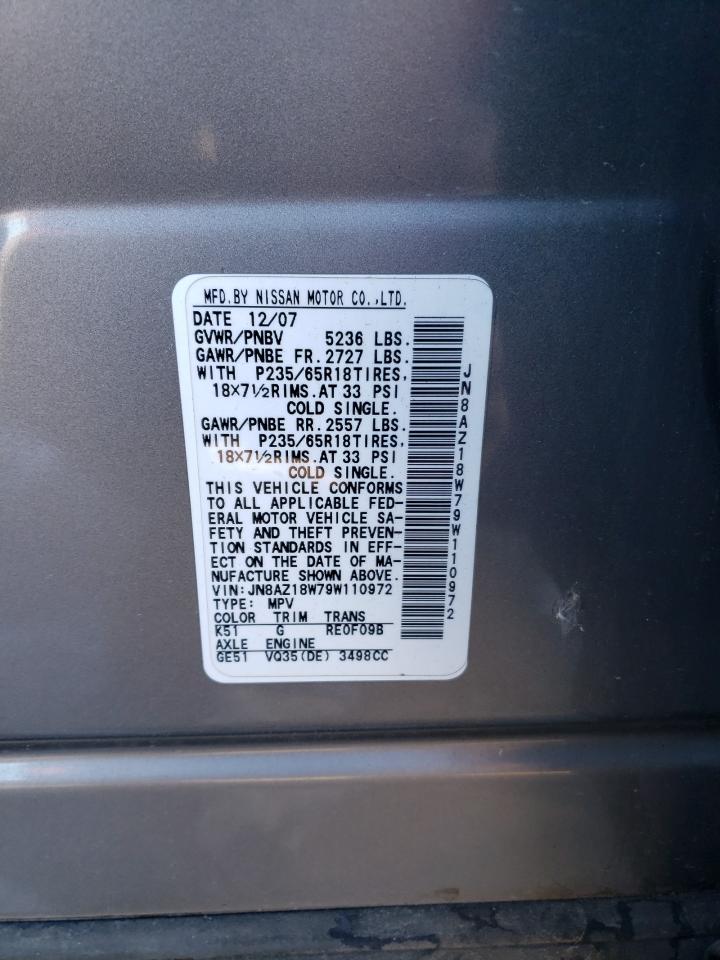 MFD.BY NISSAN MOTOR CO.,LTD.
DATE 12/07
GVWR/PNBV 5236 LBS.
GAWR/PNBE FR.2727 LBS.
WITH P235/65R18TIRES,
18X7½RIMS.AT 33 PSI
COLD SINGLE.
GAWR/PNBE RR.2557 LBS.
WITH P235/65R18TIRES,
18X7½RIMS.AT 33 PSI
COLD SINGLE.
THIS VEHICLE CONFORMS
TO ALL APPLICABLE FED-
ERAL MOTOR VEHICLE SA-
FETY AND THEFT PREVEN-
TION STANDARDS IN EFF-
ECT ON THE DATE OF MA-
NUFACTURE SHOWN ABOVE.
VIN:JN8AZ18W79W110972
TYPE: MPV
COLOR TRIM TRANS
K51 G RE0F09B
AXLE ENGINE
GE51 VQ35(DE) 3498CC
JN8AZ18W79W110972